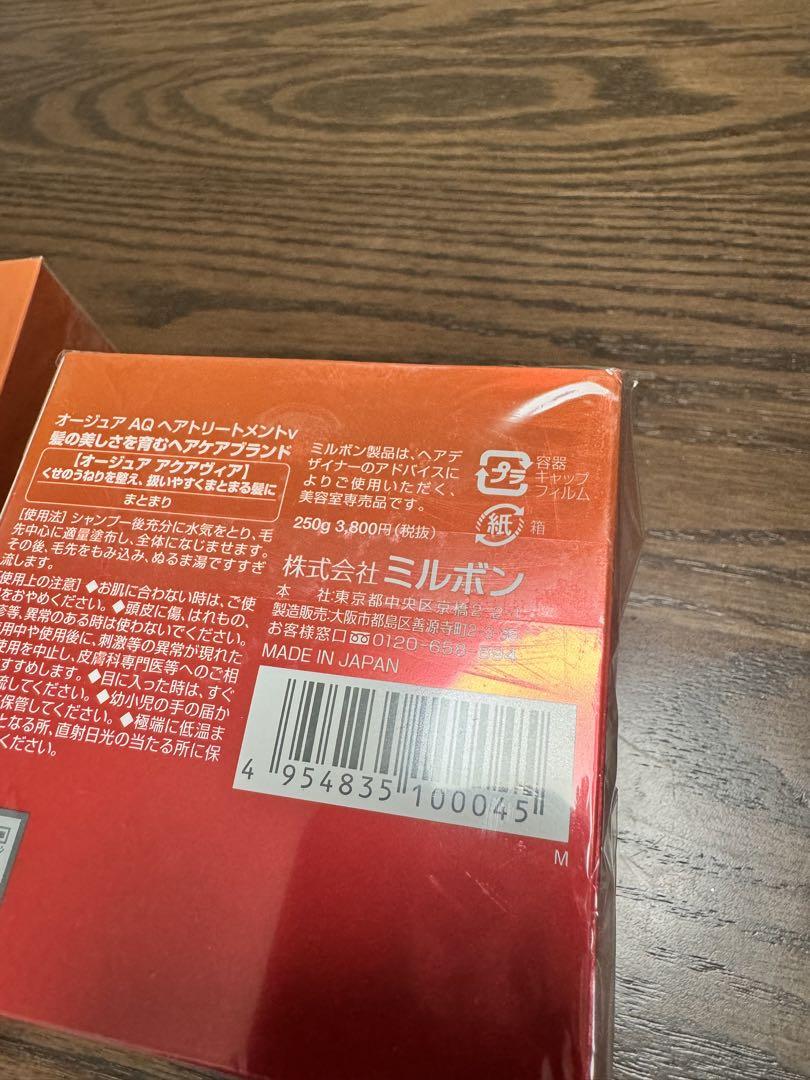 オージュア AQ ヘアトリートメントv
髪の美しさを育むヘアケアブランド
【オージュア アクアヴィア】
くせのうねりを整え、扱いやすくまとまる髪に
まとまり
[使用法] シャンプー後充分に水気をとり、毛
先中心に適量塗布し、全体になじませます。
その後、毛先をもみ込み、ぬるま湯ですすぎ
流します。
使用上の注意] ◆お肌に合わない時は、ご使
をおやめください。◆頭皮に傷、はれもの、
疹等、異常のある時は使わないでください。
用中や使用後に、刺激等の異常が現れた
使用を中止し、皮膚科専門医等へのご相
すすめします。◆目に入った時は、すぐ
流してください。◆幼小児の手の届か
保管してください。◆極端に低温ま
となる所、直射日光の当たる所に保
ください。
ミルボン製品は、ヘアデ
ザイナーのアドバイスに
よりご使用いただく、
美容室専売品です。
250g 3,800円(税抜)
プラ
容器
キャップ
フィルム
紙
箱
株式会社 ミルボン
本 社:東京都中央区京橋2-2-1
製造販売:大阪市都島区善源寺町2-3-35
お客様窓口 0120-658-894
MADE IN JAPAN
4 954835 100045
M